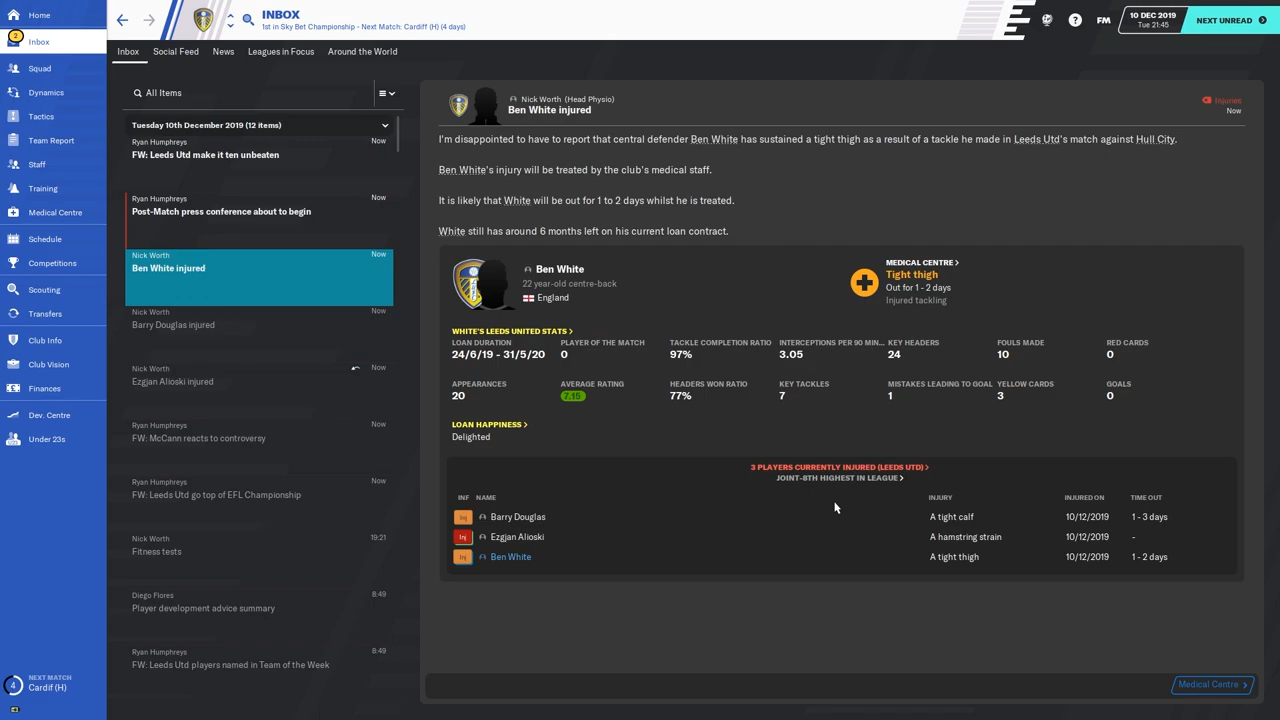 Home
2
Inbox
Squad
Dynamics
Tactics
Team Report
Staff
Training
Medical Centre
Schedule
Competitions
Scouting
Transfers
Club Info
Club Vision
Finances
Dev. Centre
Under 23s
4
NEXT MATCH
Cardif (H)
INBOX
1st in Sky Bet Championship - Next Match: Cardiff (H) (4 days)
?
FM
10 DEC 2019
Tue 21:45
NEXT UNREAD
Inbox Social Feed News Leagues in Focus Around the World
All Items
Tuesday 10th December 2019 (12 items)
Ryan Humphreys Now
FW: Leeds Utd make it ten unbeaten
Ryan Humphreys Now
Post-Match press conference about to begin
Nick Worth Now
Ben White injured
Nick Worth Now
Barry Douglas injured
Nick Worth Now
Ezgjan Alioski injured
Ryan Humphreys Now
FW: McCann reacts to controversy
Ryan Humphreys Now
FW: Leeds Utd go top of EFL Championship
Nick Worth 19:21
Fitness tests
Diego Flores 8:49
Player development advice summary
Ryan Humphreys 8:49
FW: Leeds Utd players named in Team of the Week
Nick Worth (Head Physio)
Ben White injured
Injuries
Now
I'm disappointed to have to report that central defender Ben White has sustained a tight thigh as a result of a tackle he made in Leeds Utd's match against Hull City.
Ben White's injury will be treated by the club's medical staff.
It is likely that White will be out for 1 to 2 days whilst he is treated.
White still has around 6 months left on his current loan contract.
Ben White
22 year-old centre-back
England
MEDICAL CENTRE >
Tight thigh
Out for 1 - 2 days
Injured tackling
WHITE'S LEEDS UNITED STATS >
LOAN DURATION PLAYER OF THE MATCH TACKLE COMPLETION RATIO INTERCEPTIONS PER 90 MIN... KEY HEADERS FOULS MADE RED CARDS
24/6/19 - 31/5/20 0 97% 3.05 24 10 0
APPEARANCES AVERAGE RATING HEADERS WON RATIO KEY TACKLES MISTAKES LEADING TO GOAL YELLOW CARDS GOALS
20 7.15 77% 7 1 3 0
LOAN HAPPINESS >
Delighted
3 PLAYERS CURRENTLY INJURED (LEEDS UTD) >
JOINT-8TH HIGHEST IN LEAGUE >
INF NAME INJURY INJURED ON TIME OUT
Inj Barry Douglas A tight calf 10/12/2019 1 - 3 days
Inj Ezgjan Alioski A hamstring strain 10/12/2019 -
Inj Ben White A tight thigh 10/12/2019 1 - 2 days
Medical Centre >